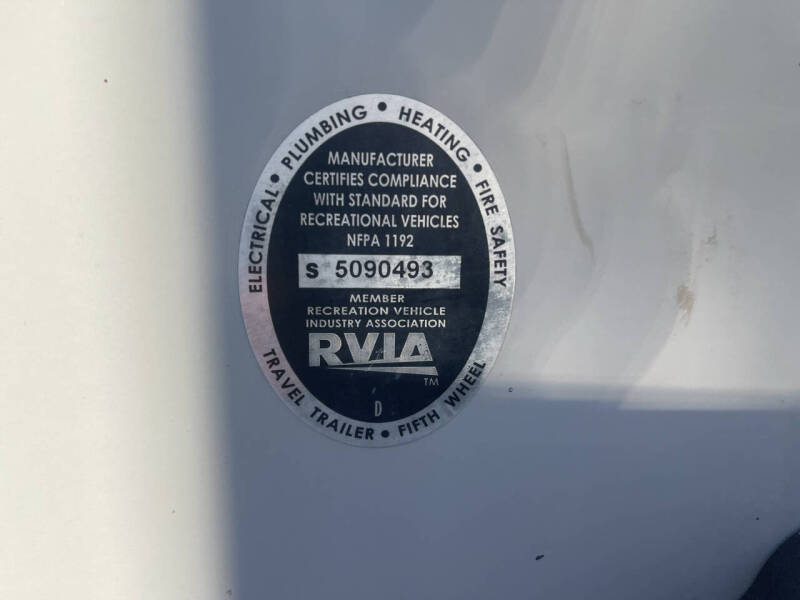 ELECTRICAL • PLUMBING • HEATING • FIRE SAFETY
MANUFACTURER
CERTIFIES COMPLIANCE
WITH STANDARD FOR
RECREATIONAL VEHICLES
NFPA 1192
S 5090493
MEMBER
RECREATION VEHICLE
INDUSTRY ASSOCIATION
RVIA
TM
D
TRAVEL TRAILER • FIFTH WHEEL